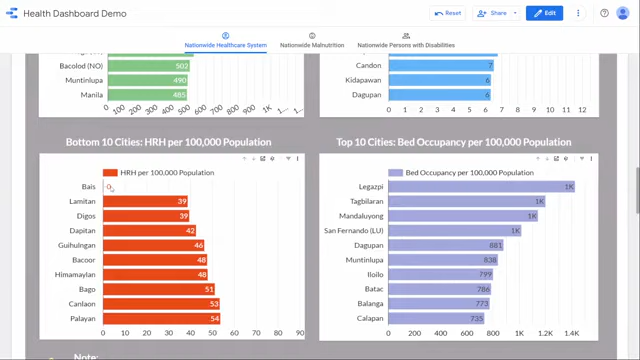 Health Dashboard Demo
Reset
Share
Edit
Nationwide Healthcare System
Nationwide Malnutrition
Nationwide Persons with Disabilities
Bacolod (NO) 502
Muntinlupa 490
Manila 485
0 100 200 300 400 500 600 700 800 900 1K 1... 1...
Candon 7
Kidapawan 6
Dagupan 6
0 1 2 3 4 5 6 7 8 9 10 11 12
Bottom 10 Cities: HRH per 100,000 Population
HRH per 100,000 Population
Bais 0
Lamitan 39
Digos 39
Dapitan 42
Guihulngan 46
Bacoor 48
Himamaylan 48
Bago 51
Canlaon 53
Palayan 54
0 10 20 30 40 50 60 70 80 90
Top 10 Cities: Bed Occupancy per 100,000 Population
Bed Occupancy per 100,000 Population
Legazpi 1K
Tagbilaran 1K
Mandaluyong 1K
San Fernando (LU) 1K
Dagupan 881
Muntinlupa 838
Iloilo 799
Batac 786
Balanga 773
Calapan 735
0 200 400 600 800 1K 1.2K 1.4K
Note: